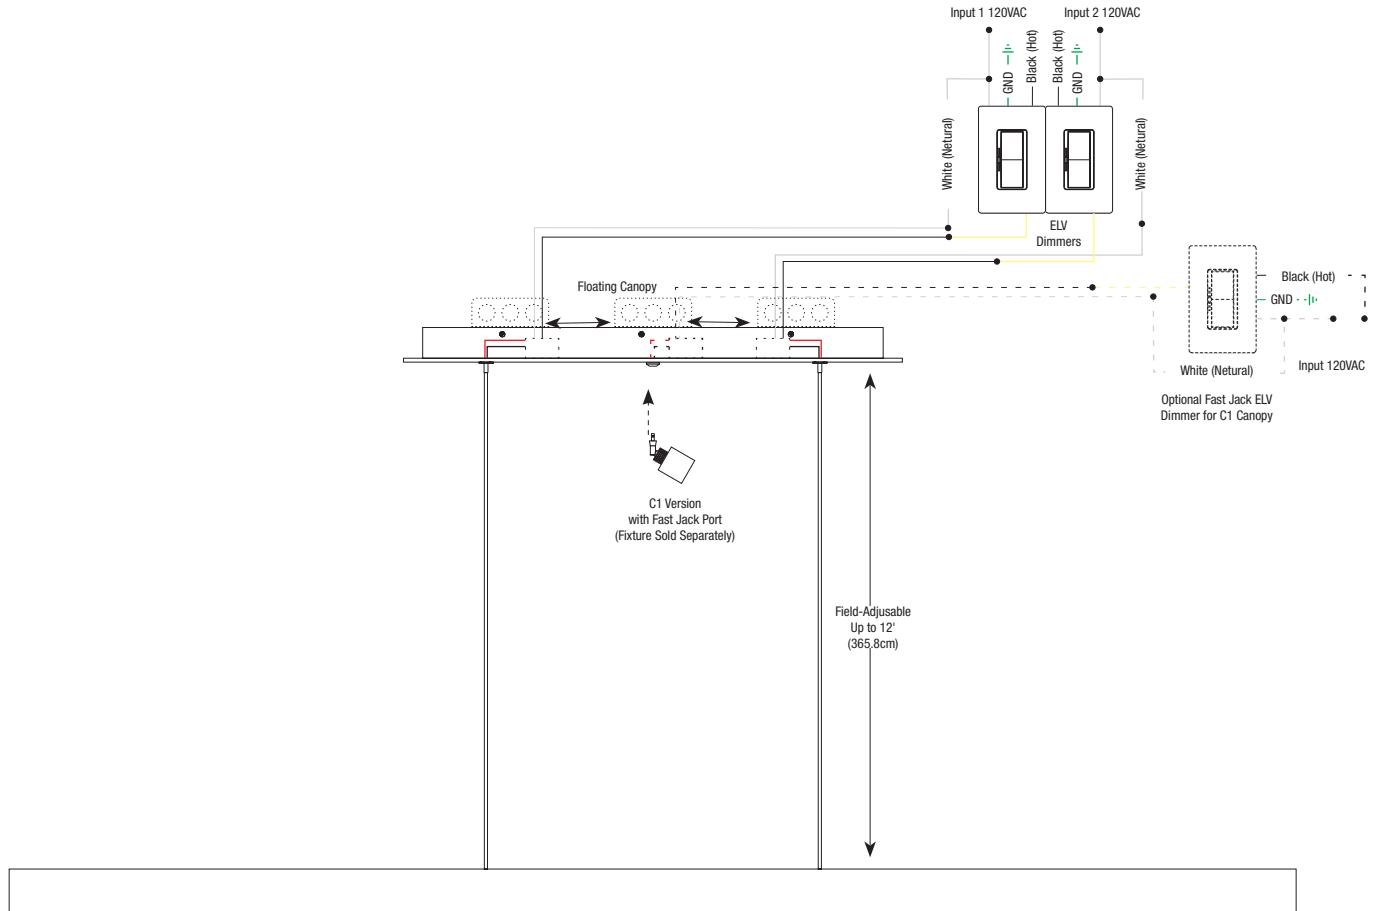 Input 1 120VAC
Input 2 120VAC
GND
Black (Hot)
Black (Hot)
GND
White (Netural)
White (Netural)
ELV
Dimmers
Floating Canopy
Black (Hot)
GND
White (Netural)
Input 120VAC
Optional Fast Jack ELV
Dimmer for C1 Canopy
C1 Version
with Fast Jack Port
(Fixture Sold Separately)
Field-Adjusable
Up to 12'
(365.8cm)